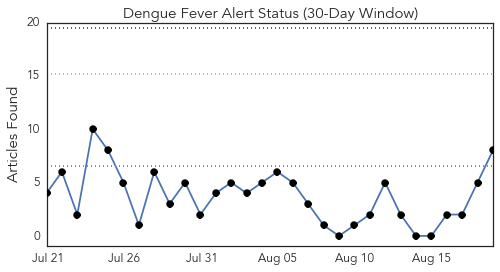 Dengue Fever Alert Status (30-Day Window)
Articles Found
20
15
10
5
0
Jul 21 Jul 26 Jul 31 Aug 05 Aug 10 Aug 15